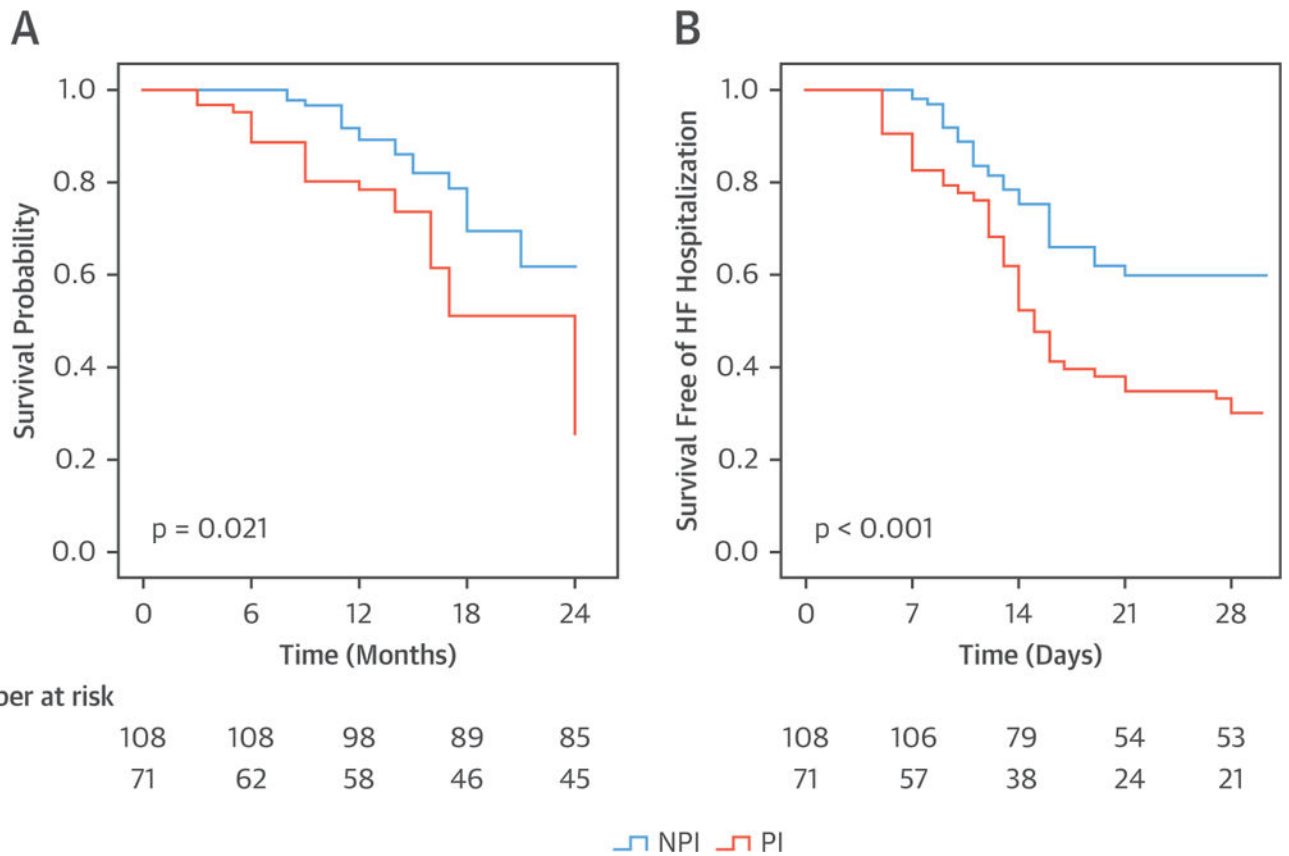 A
Survival Probability
1.0
0.8
0.6
0.4
0.2
0.0
p = 0.021
0 6 12 18 24
Time (Months)
B
Survival Free of HF Hospitalization
1.0
0.8
0.6
0.4
0.2
0.0
p < 0.001
0 7 14 21 28
Time (Days)
at risk
108 108 98 89 85 108 106 79 54 53
71 62 58 46 45 71 57 38 24 21
NPI PI